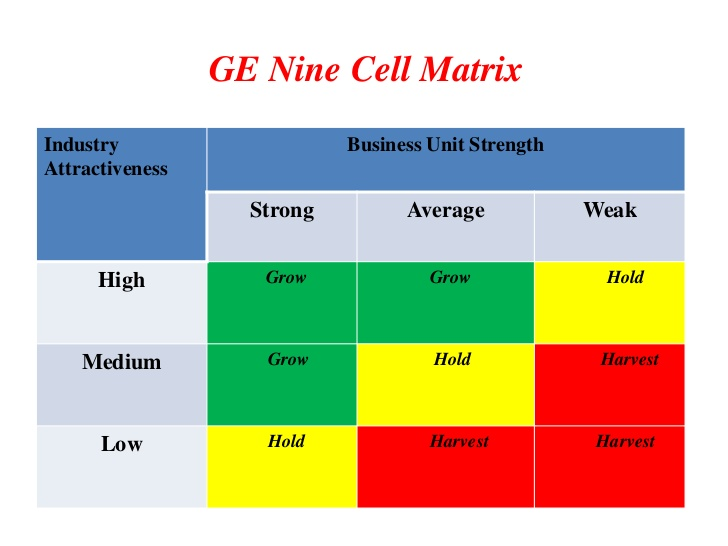 GE Nine Cell Matrix
Industry
Attractiveness
Business Unit Strength
Strong
Average
Weak
High
Grow
Grow
Hold
Medium
Grow
Hold
Harvest
Low
Hold
Harvest
Harvest